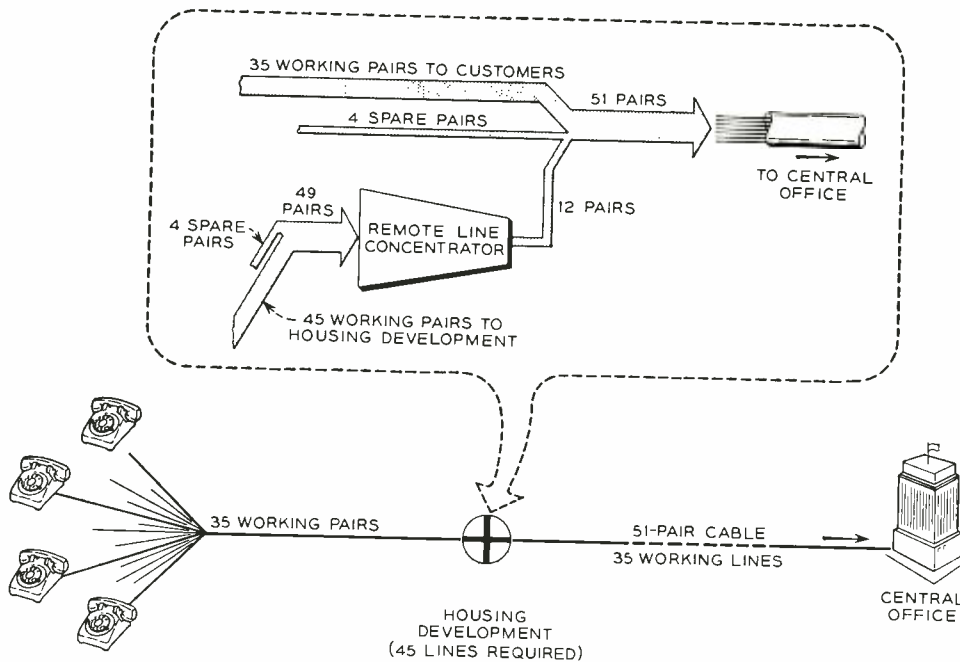 35 WORKING PAIRS TO CUSTOMERS
51 PAIRS
4 SPARE PAIRS
TO CENTRAL
OFFICE
49
PAIRS
4 SPARE
PAIRS
REMOTE LINE
CONCENTRATOR
12 PAIRS
45 WORKING PAIRS TO
HOUSING DEVELOPMENT
35 WORKING PAIRS
51-PAIR CABLE
35 WORKING LINES
CENTRAL
OFFICE
HOUSING
DEVELOPMENT
(45 LINES REQUIRED)